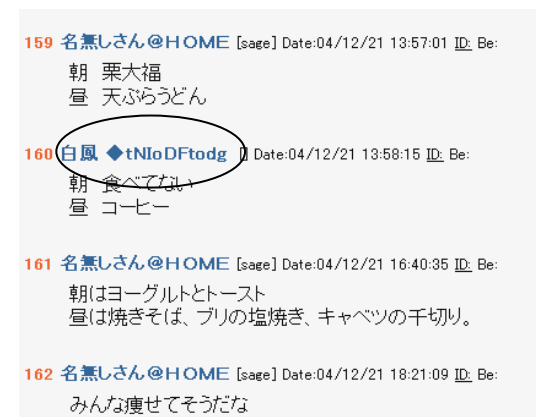 159 名無しさん@HOME [sage] Date:04/12/21 13:57:01 ID: Be:
朝 栗大福
昼 天ぷらうどん
160 白鳳 ◆tNIoDFtodg [] Date:04/12/21 13:58:15 ID: Be:
朝 食べてない
昼 コーヒー
161 名無しさん@HOME [sage] Date:04/12/21 16:40:35 ID: Be:
朝はヨーグルトとトースト
昼は焼きそば、ブリの塩焼き、キャベツの千切り。
162 名無しさん@HOME [sage] Date:04/12/21 18:21:09 ID: Be:
みんな痩せてそうだな